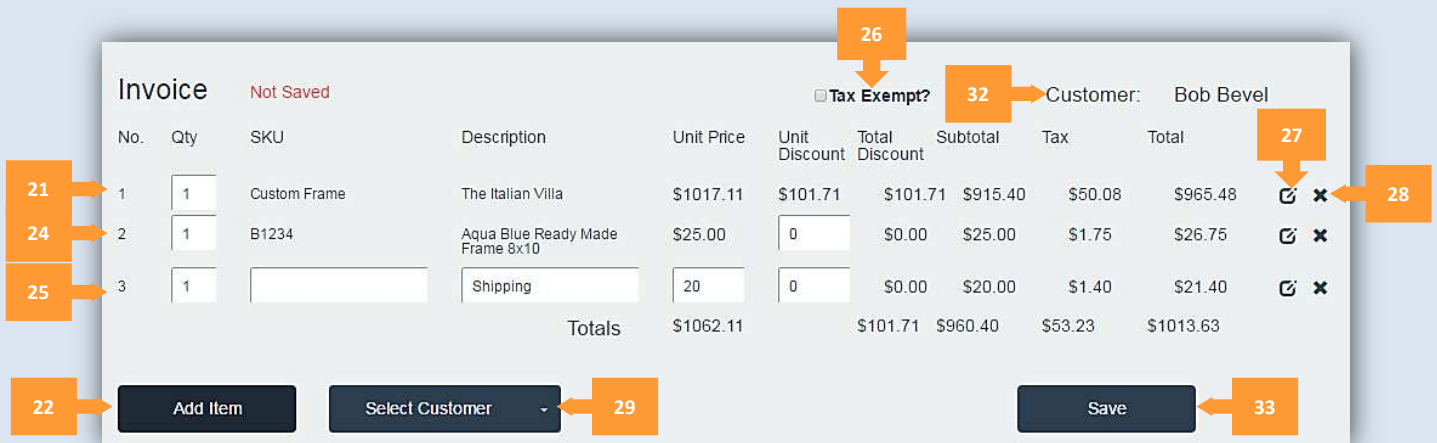 26
Invoice Not Saved Tax Exempt? 32 Customer: Bob Bevel
No. Qty SKU Description Unit Price Unit Discount Total Discount Subtotal Tax Total 27
21 1 1 Custom Frame The Italian Villa $1017.11 $101.71 $101.71 $915.40 $50.08 $965.48 28
24 2 1 B1234 Aqua Blue Ready Made $25.00 0 $0.00 $25.00 $1.75 $26.75
Frame 8x10
25 3 1 Shipping 20 0 $0.00 $20.00 $1.40 $21.40
Totals $1062.11 $101.71 $960.40 $53.23 $1013.63
22 Add Item Select Customer 29 Save 33